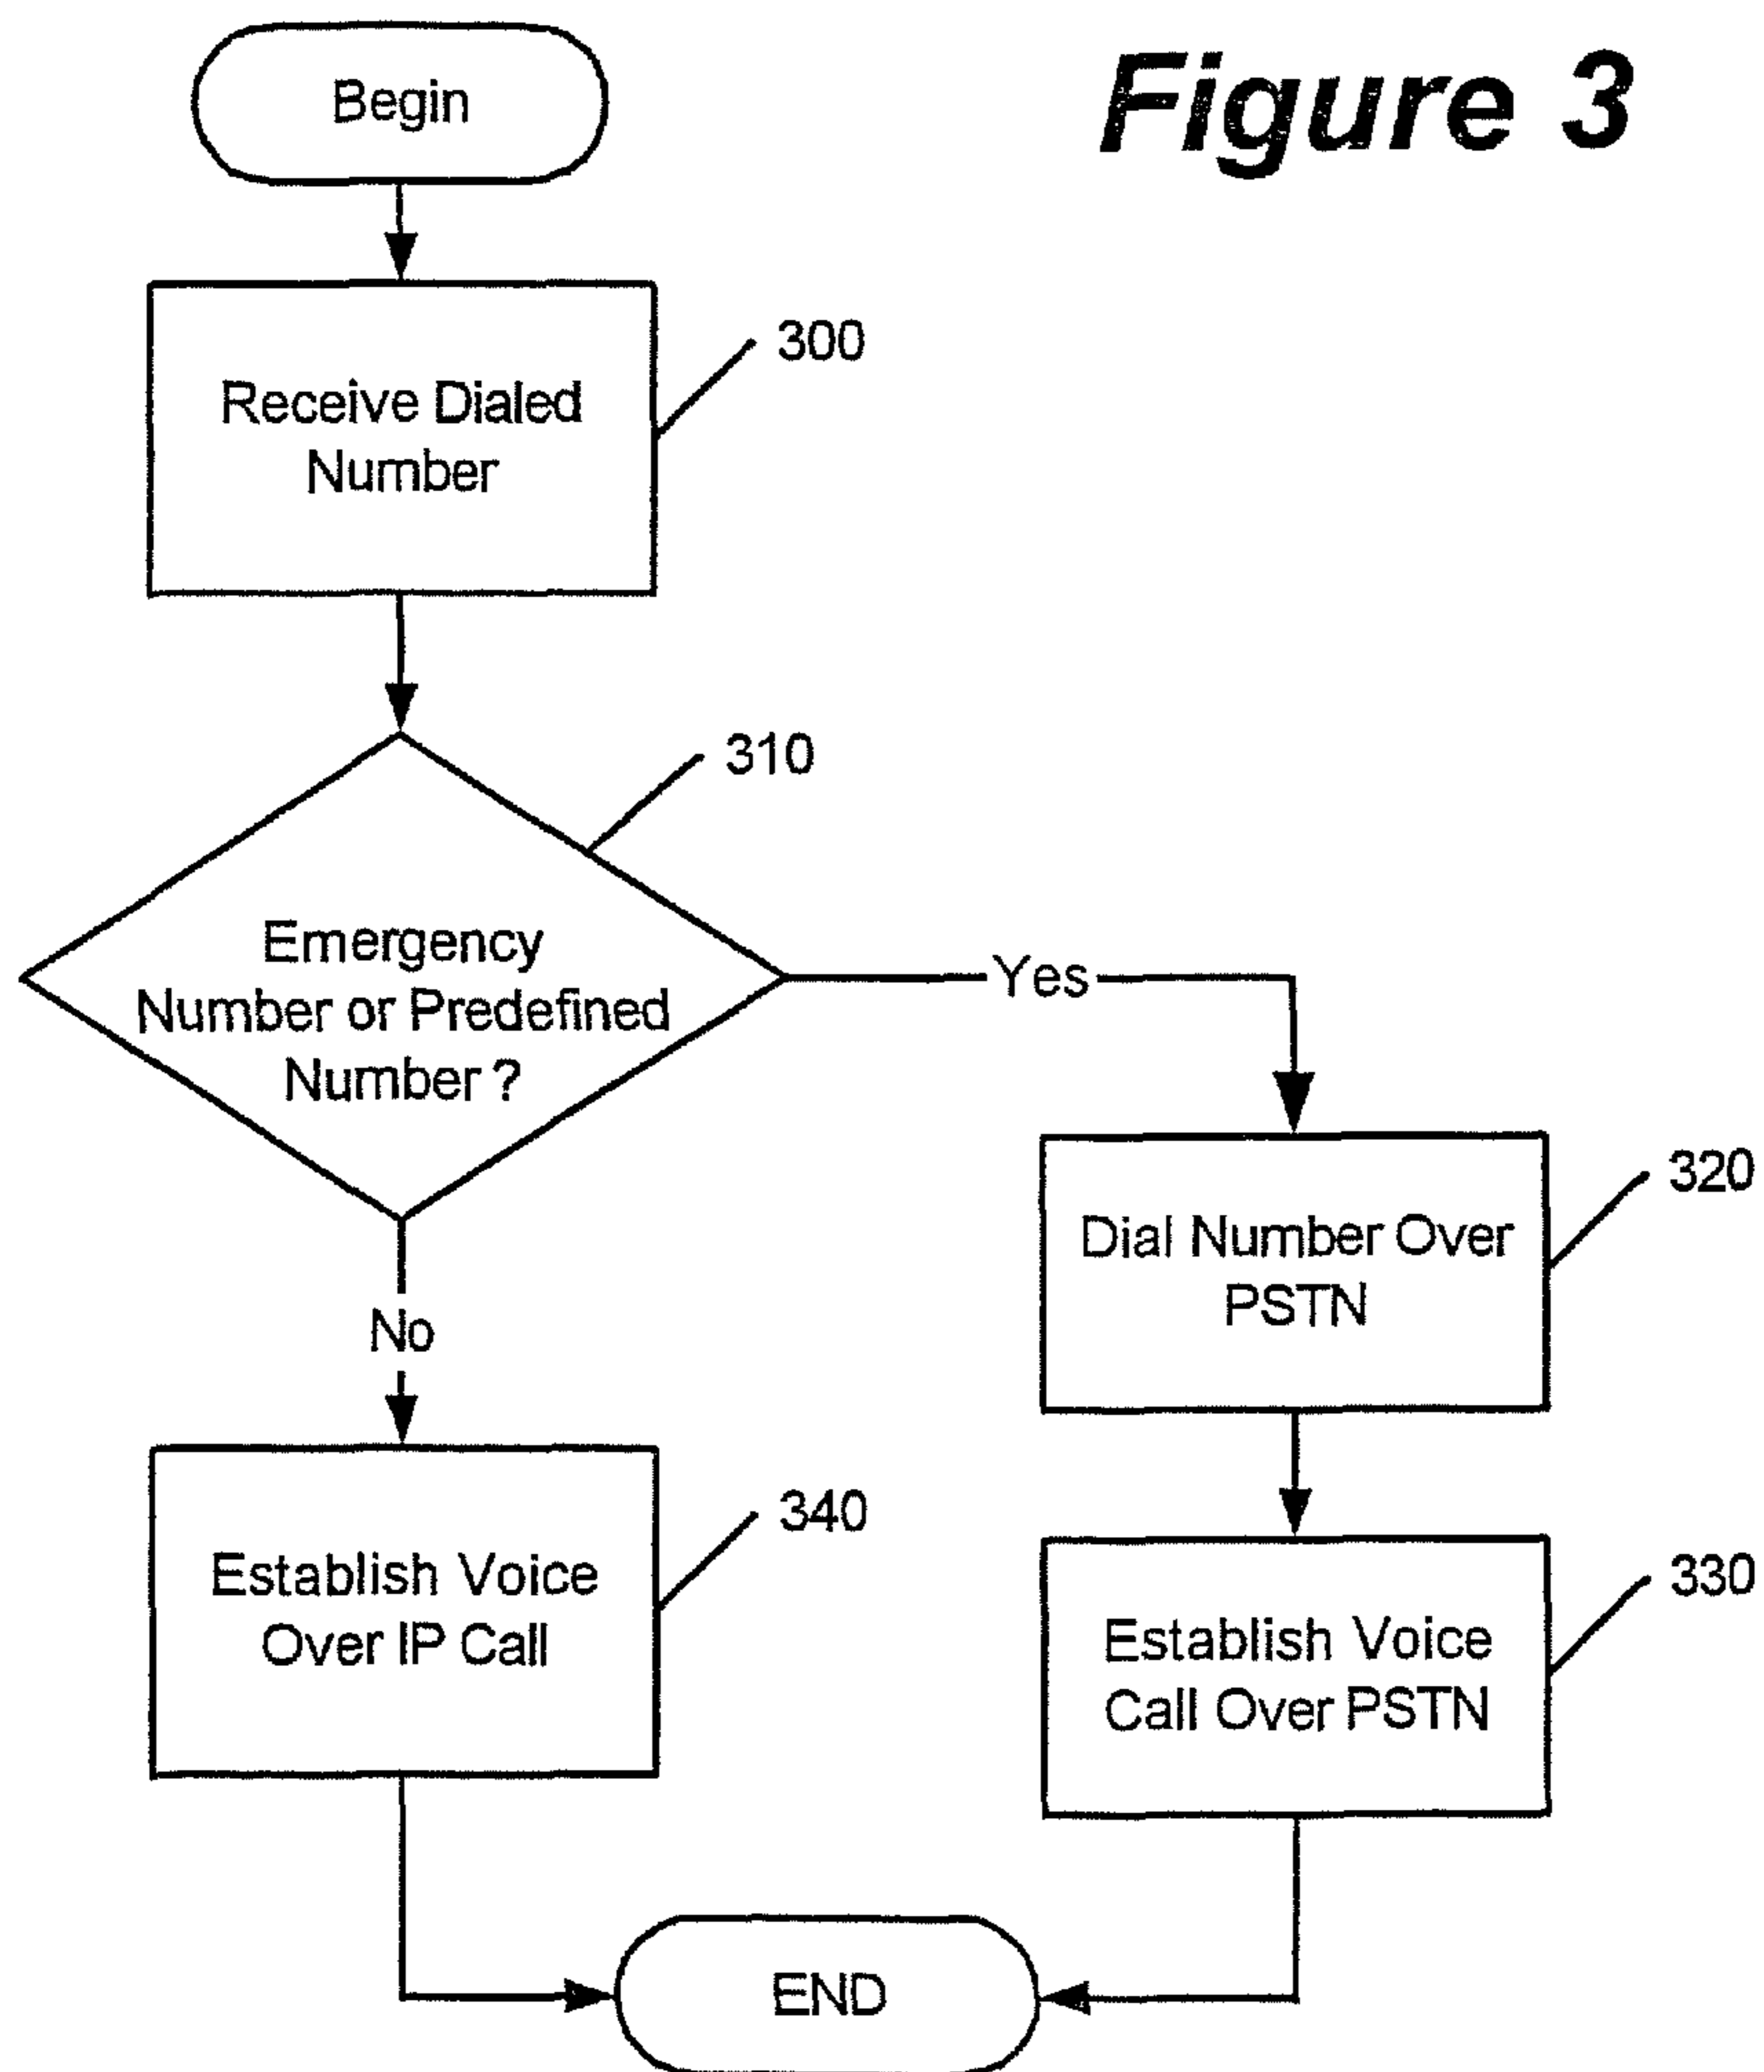 Figure 3
Begin
300
Receive Dialed
Number
310
Emergency
Number or Predefined
Number ?
Yes
No
320
Dial Number Over
PSTN
340
Establish Voice
Over IP Call
330
Establish Voice
Call Over PSTN
END